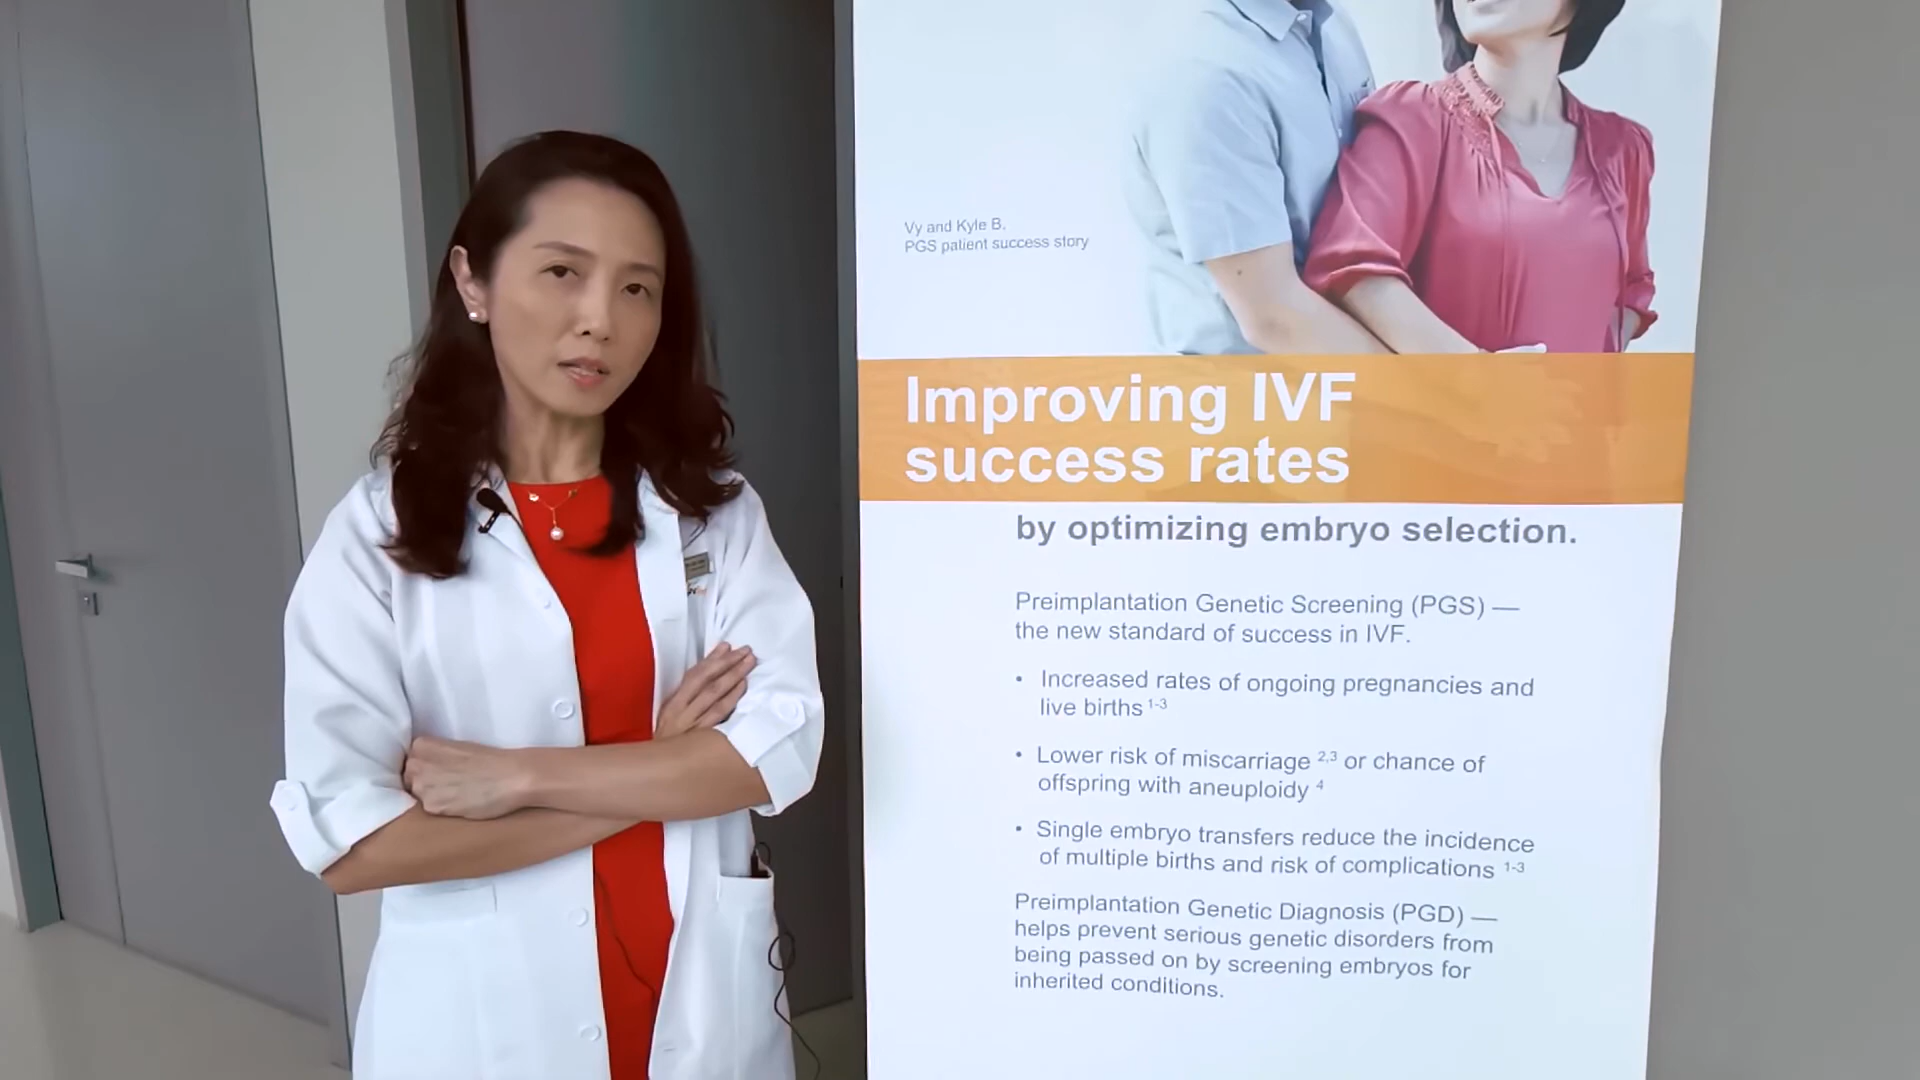 Vy and Kyle B.
PGS patient success story
Improving IVF
success rates
by optimizing embryo selection.
Preimplantation Genetic Screening (PGS) —
the new standard of success in IVF.
• Increased rates of ongoing pregnancies and
live births 1-3
• Lower risk of miscarriage 2,3 or chance of
offspring with aneuploidy 4
• Single embryo transfers reduce the incidence
of multiple births and risk of complications 1-3
Preimplantation Genetic Diagnosis (PGD) —
helps prevent serious genetic disorders from
being passed on by screening embryos for
inherited conditions.